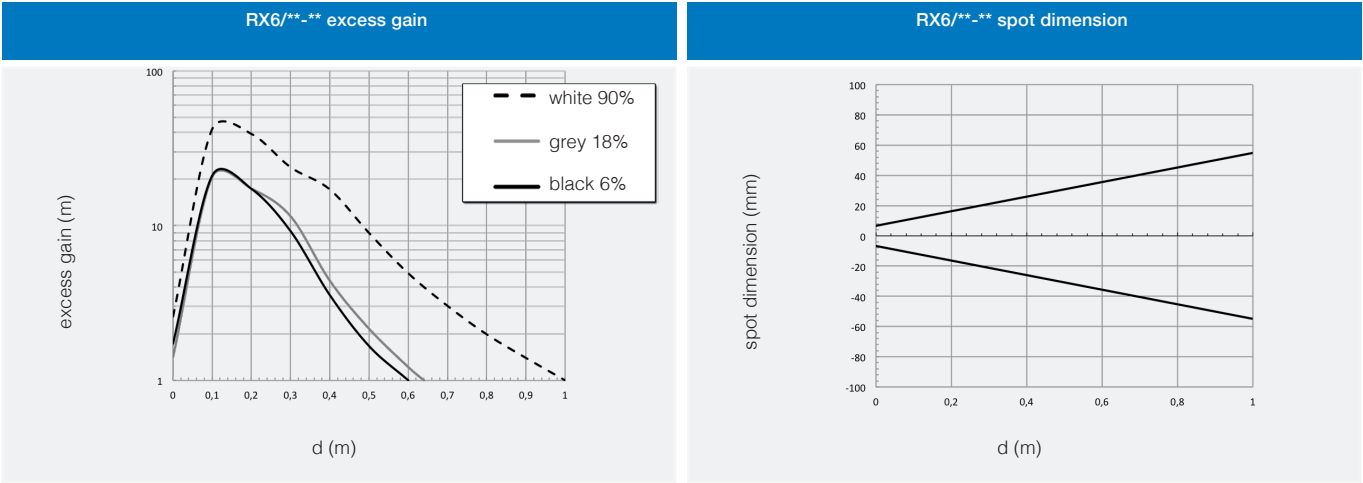 RX6/**-** excess gain
RX6/**-** spot dimension
100
10
1
excess gain (m)
white 90%
grey 18%
black 6%
0 0,1 0,2 0,3 0,4 0,5 0,6 0,7 0,8 0,9 1
d (m)
100
80
60
40
20
0
-20
-40
-60
-80
-100
spot dimension (mm)
0 0,2 0,4 0,6 0,8 1
d (m)